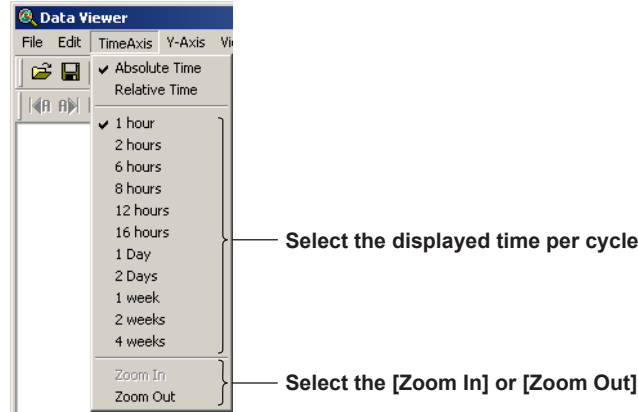 Data Viewer
File Edit TimeAxis Y-Axis
Absolute Time
Relative Time
1 hour
2 hours
6 hours
8 hours
12 hours
16 hours
1 Day
2 Days
1 week
2 weeks
4 weeks
Select the displayed time per cycle
Zoom In
Zoom Out
Select the [Zoom In] or [Zoom Out]